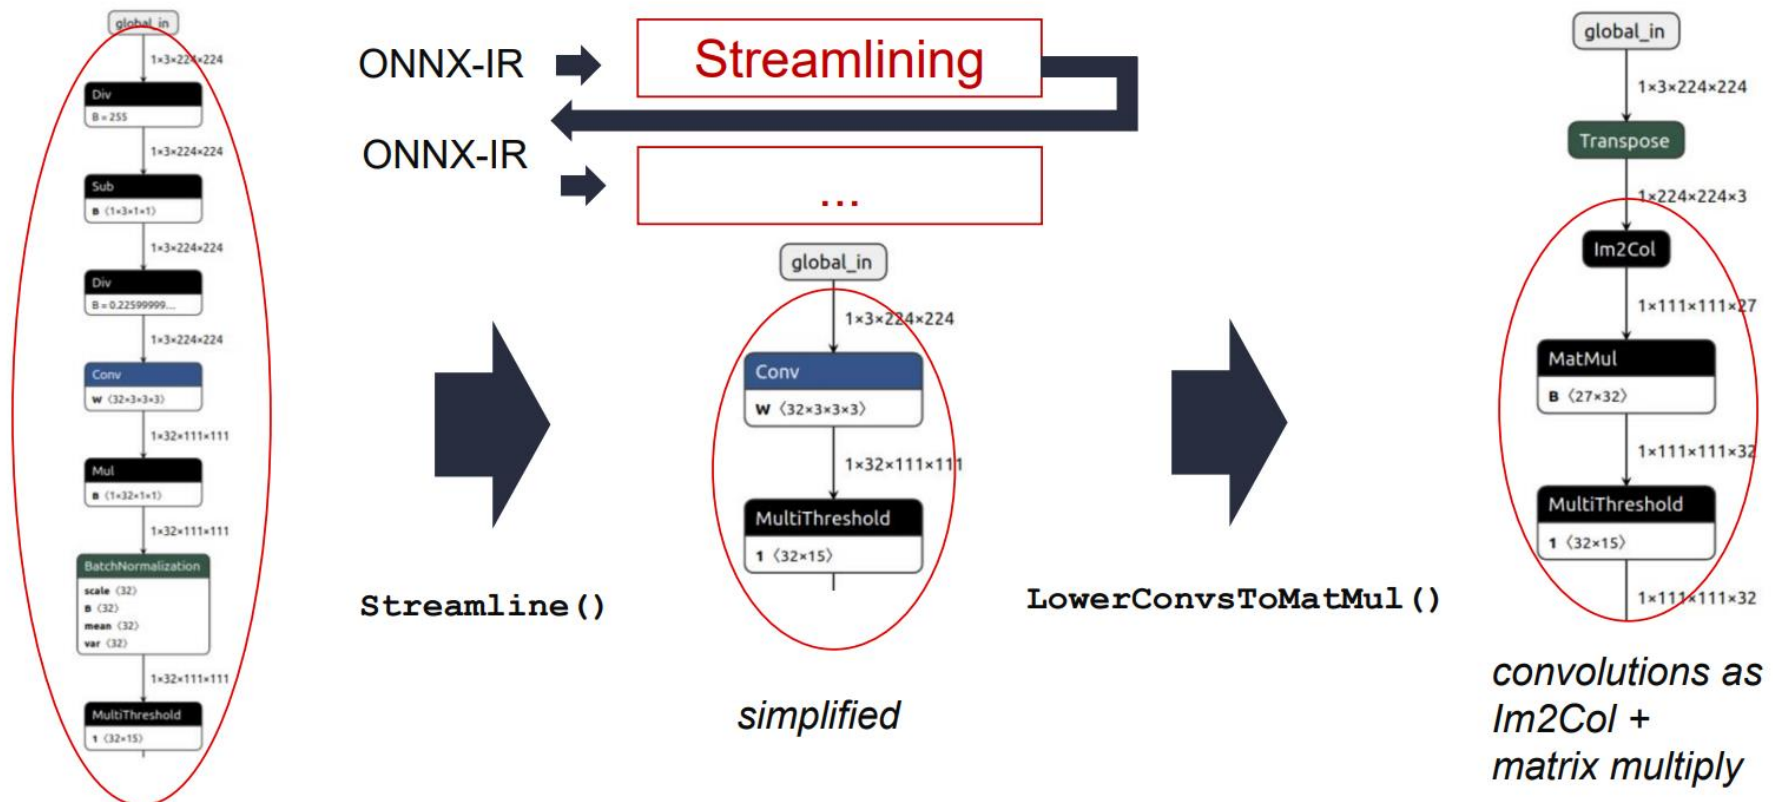 global_in
1×3×224×224
Div
B = 255
1×3×224×224
Sub
B ⟨1×3×1×1⟩
1×3×224×224
Div
B = 0.22599999...
1×3×224×224
Conv
W ⟨32×3×3×3⟩
1×32×111×111
Mul
B ⟨1×32×1×1⟩
1×32×111×111
BatchNormalization
scale ⟨32⟩
B ⟨32⟩
mean ⟨32⟩
var ⟨32⟩
1×32×111×111
MultiThreshold
1 ⟨32×15⟩
ONNX-IR
Streamlining
ONNX-IR
...
Streamline()
global_in
1×3×224×224
Conv
W ⟨32×3×3×3⟩
1×32×111×111
MultiThreshold
1 ⟨32×15⟩
simplified
LowerConvsToMatMul()
global_in
1×3×224×224
Transpose
1×224×224×3
Im2Col
1×111×111×27
MatMul
B ⟨27×32⟩
1×111×111×32
MultiThreshold
1 ⟨32×15⟩
1×111×111×32
convolutions as
Im2Col +
matrix multiply